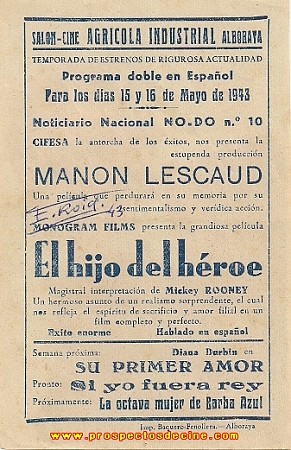 SALON-CINE AGRICOLA INDUSTRIAL ALBORAYA
TEMPORADA DE ESTRENOS DE RIGUROSA ACTUALIDAD
Programa doble en Español
Para los dias 15 y 16 de Mayo de 1943
Noticiario Nacional NO-DO n.º 10
CIFESA la antorcha de los éxitos, nos presenta la
estupenda producción
MANON LESCAUD
Una película que perdurará en su memoria por su
sentimentalismo y verídica acción.
E. Roig. 43
MONOGRAM FILMS presenta la grandiosa película
El hijo del héroe
Magistral interpretación de Mickey ROONEY
Un hermoso asunto de un realismo sorprendente, el cual
nos refleja el espíritu de sacrificio y amor filial en un
film completo y perfecto.
Exito enorme Hablado en español
Semana próxima: Diana Durbin en
SU PRIMER AMOR
Pronto: Si yo fuera rey
Próximamente: La octava mujer de Barba Azul
Imp. Baquero-Fenollera.—Alboraya
www.prospectosdecine.com